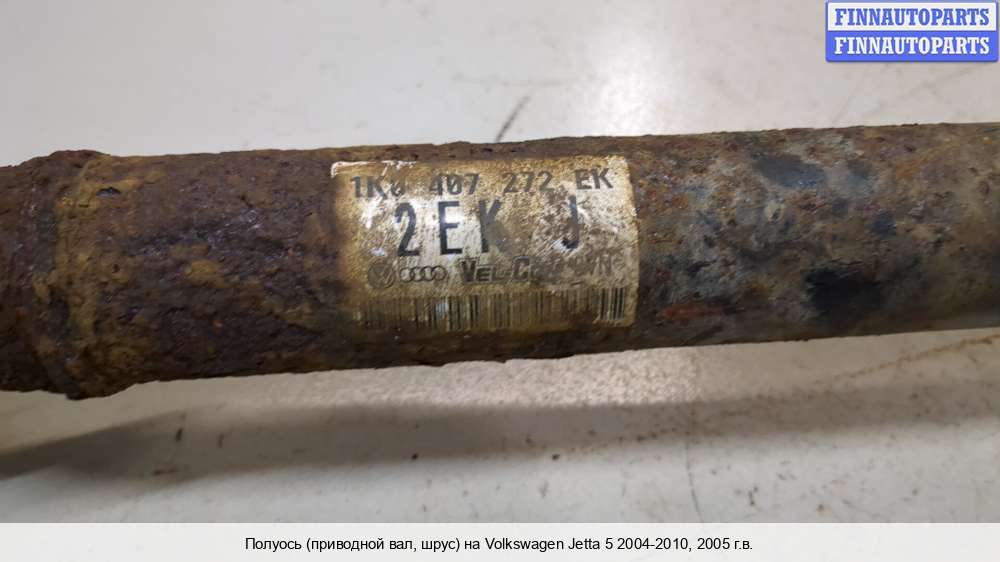 FINNAUTOPARTS
FINNAUTOPARTS
1K0 407 272 EK
2EK J
Полуось (приводной вал, шрус) на Volkswagen Jetta 5 2004-2010, 2005 г.в.